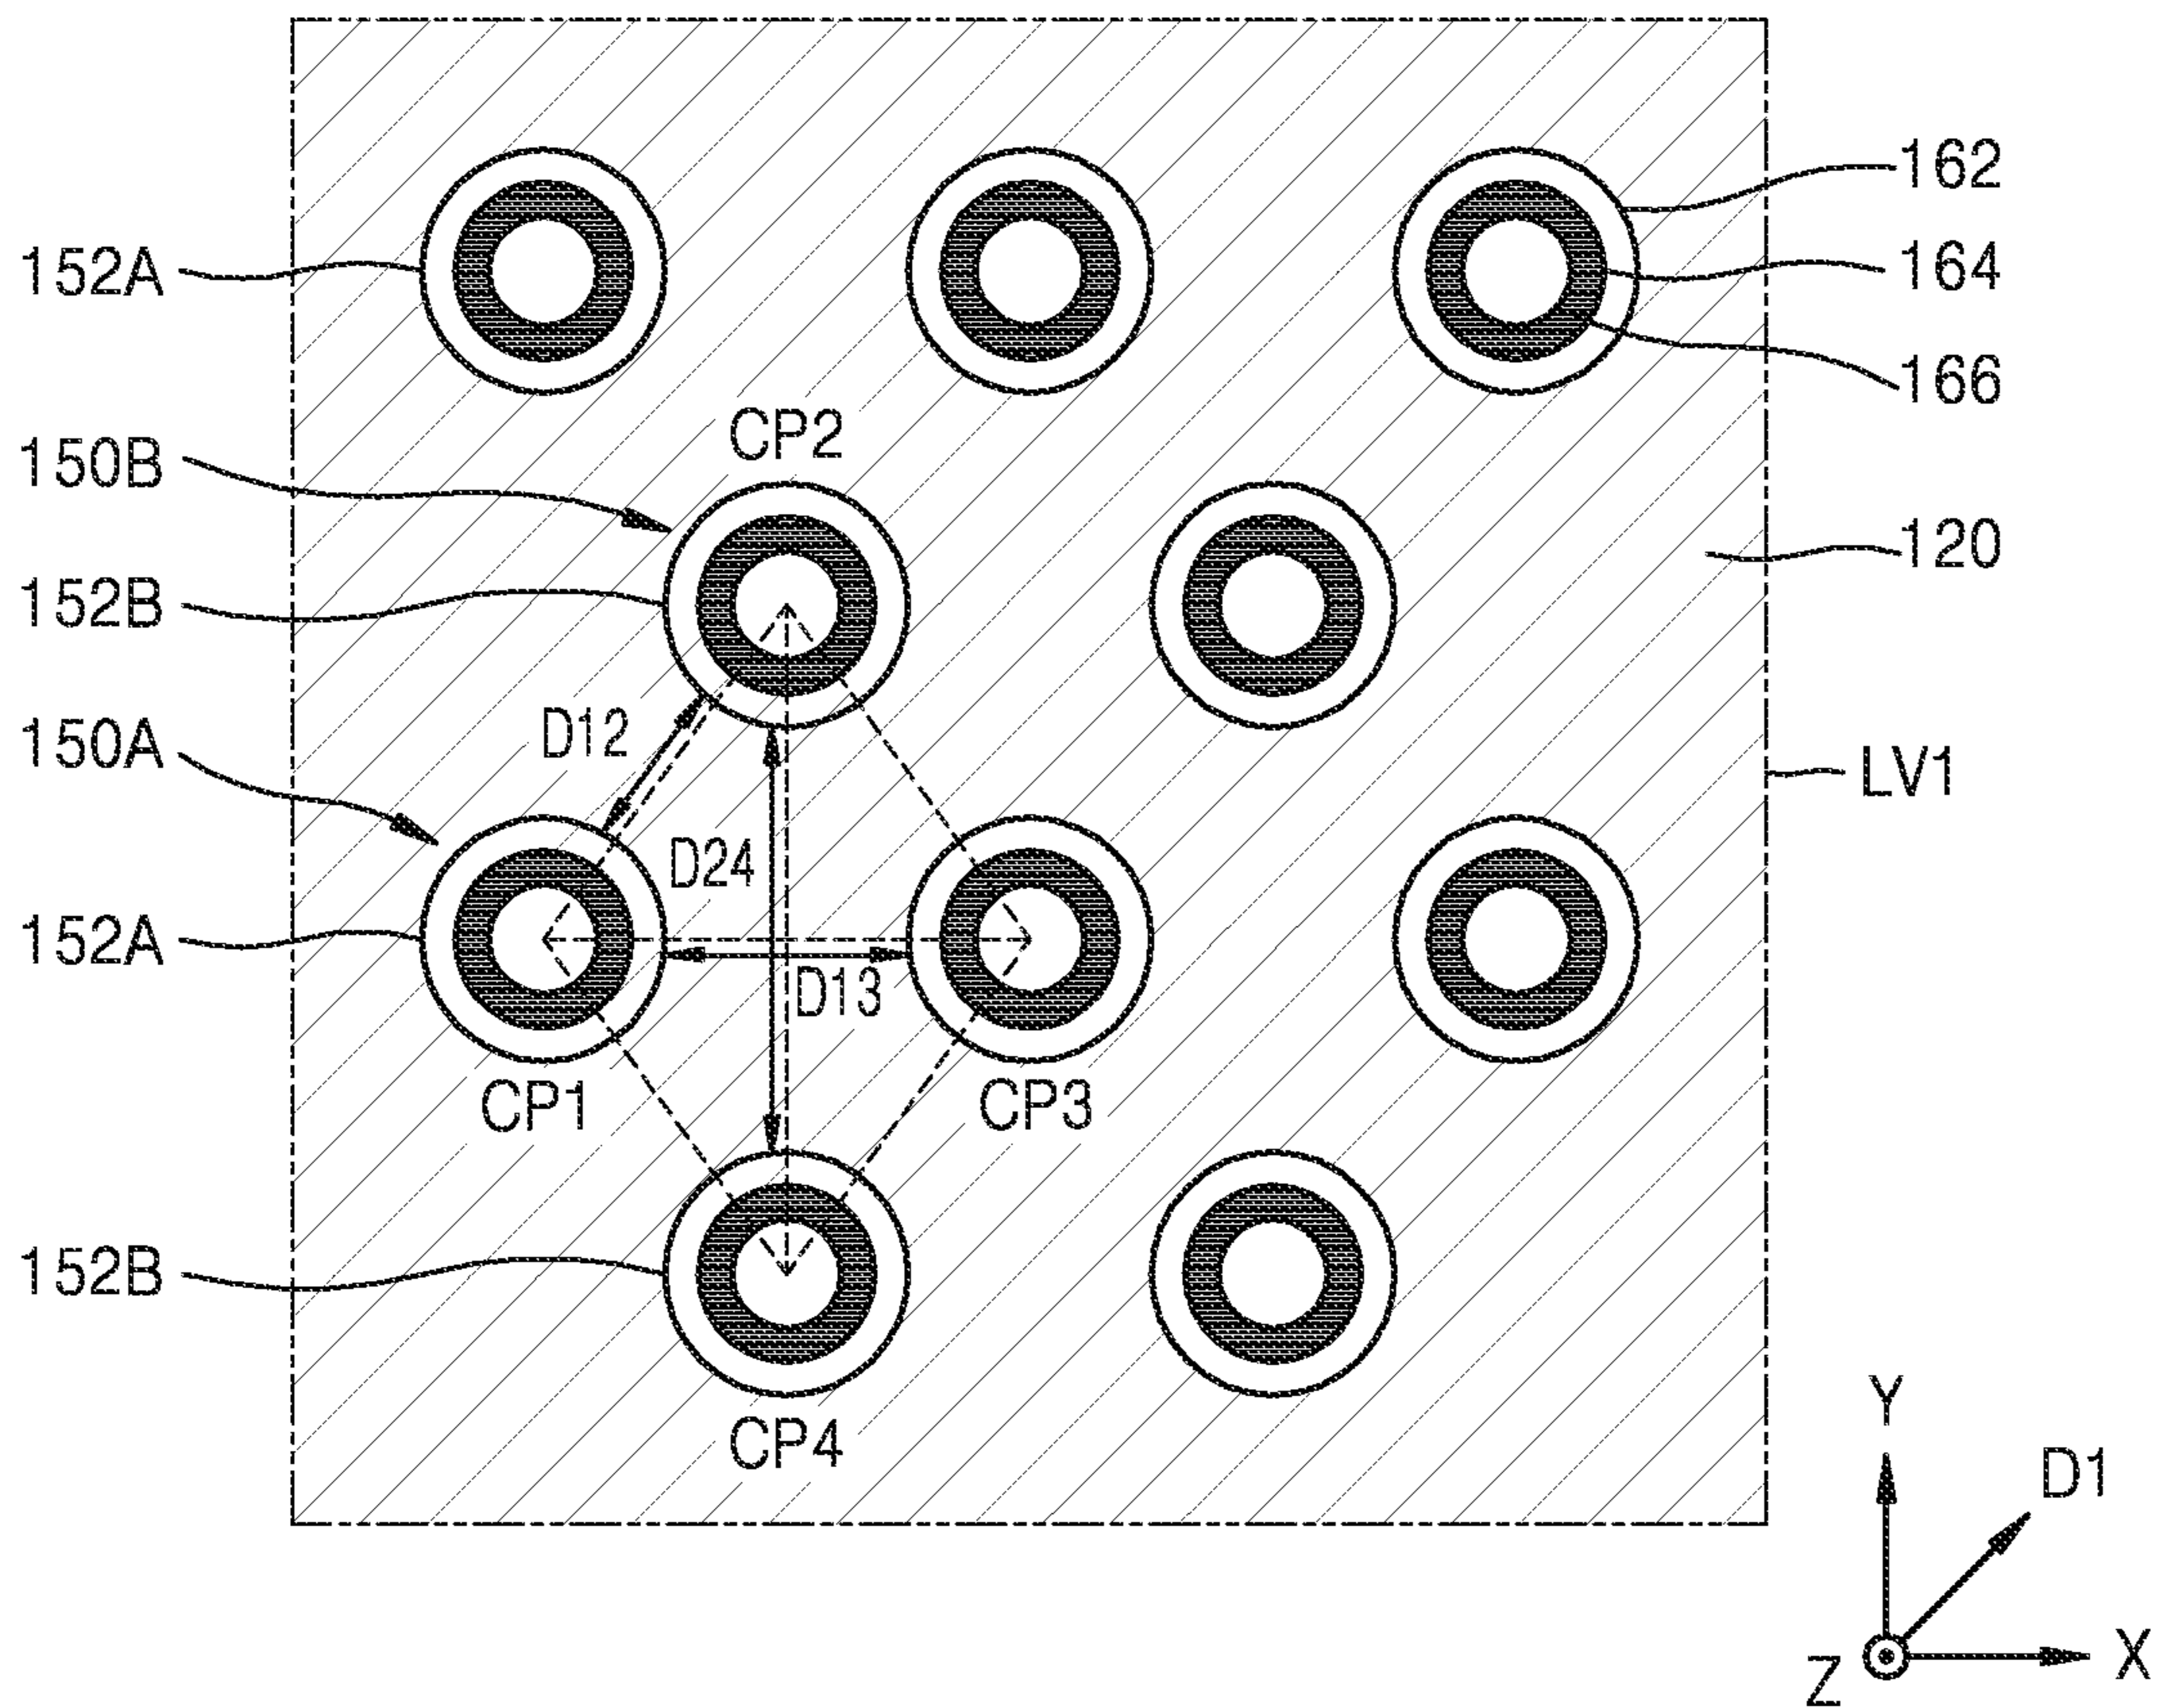 162
152A
164
166
CP2
150B
120
152B
D12
150A
LV1
D24
152A
D13
CP1
CP3
152B
CP4
Y
D1
Z
X